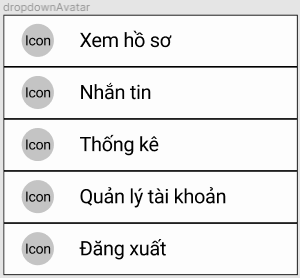 dropdownAvatar
Icon Xem hồ sơ
Icon Nhắn tin
Icon Thống kê
Icon Quản lý tài khoản
Icon Đăng xuất